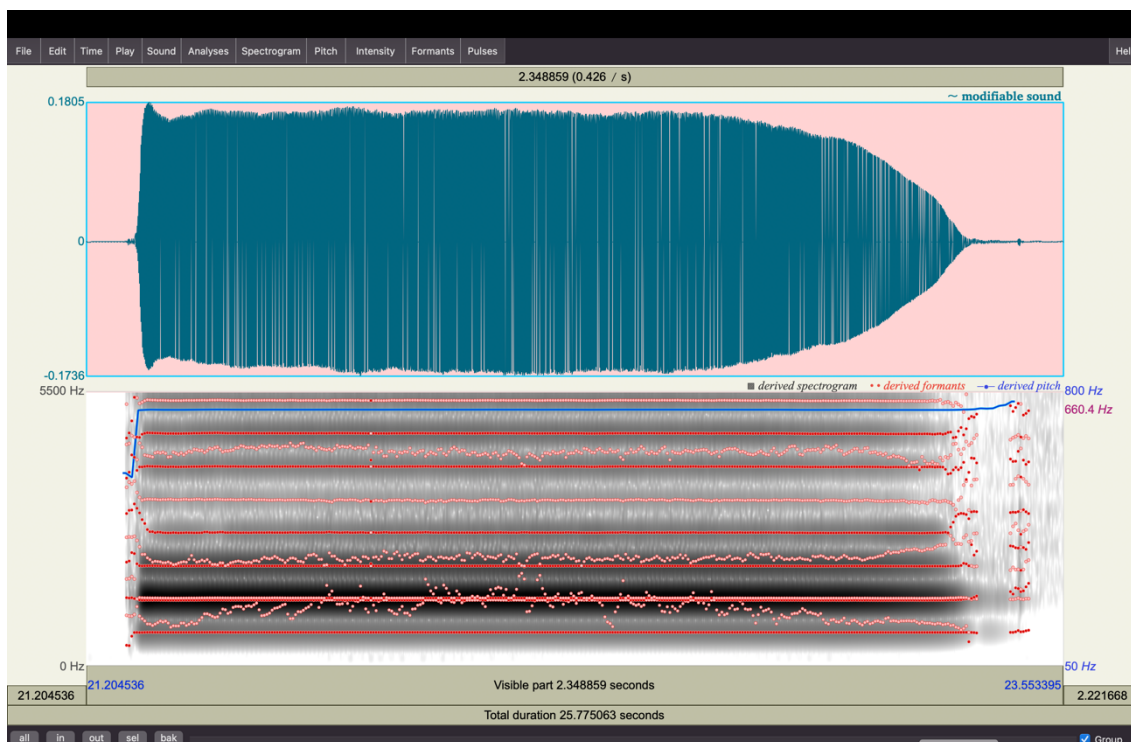 File Edit Time Play Sound Analyses Spectrogram Pitch Intensity Formants Pulses Hel
2.348859 (0.426 / s)
0.1805
~ modifiable sound
0
-0.1736
5500 Hz
derived spectrogram derived formants derived pitch
800 Hz
660.4 Hz
0 Hz
50 Hz
21.204536 Visible part 2.348859 seconds 23.553395
21.204536 2.221668
Total duration 25.775063 seconds
all in out sel bak Group